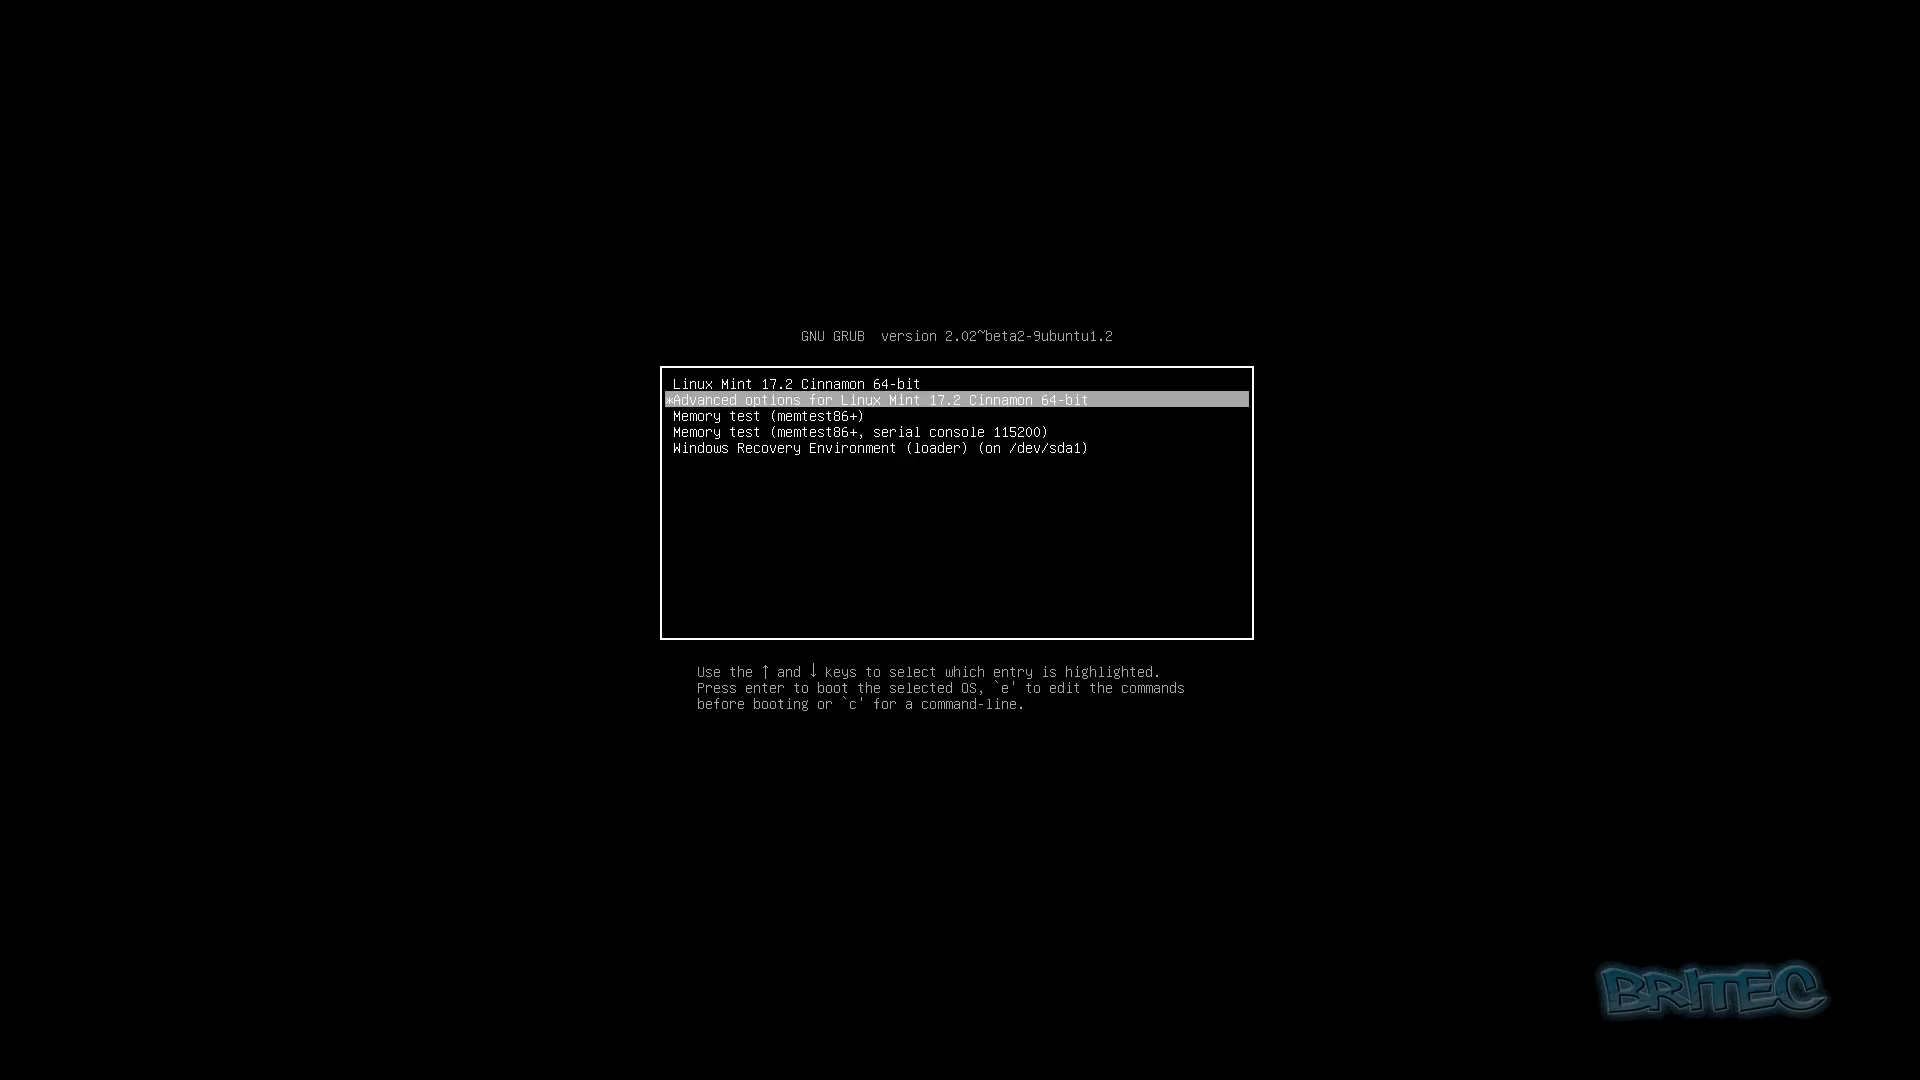 GNU GRUB  version 2.02~beta2-9ubuntu1.2
Linux Mint 17.2 Cinnamon 64-bit
*Advanced options for Linux Mint 17.2 Cinnamon 64-bit
Memory test (memtest86+)
Memory test (memtest86+, serial console 115200)
Windows Recovery Environment (loader) (on /dev/sda1)
Use the ↑ and ↓ keys to select which entry is highlighted.
Press enter to boot the selected OS, `e' to edit the commands
before booting or `c' for a command-line.
BRITEC